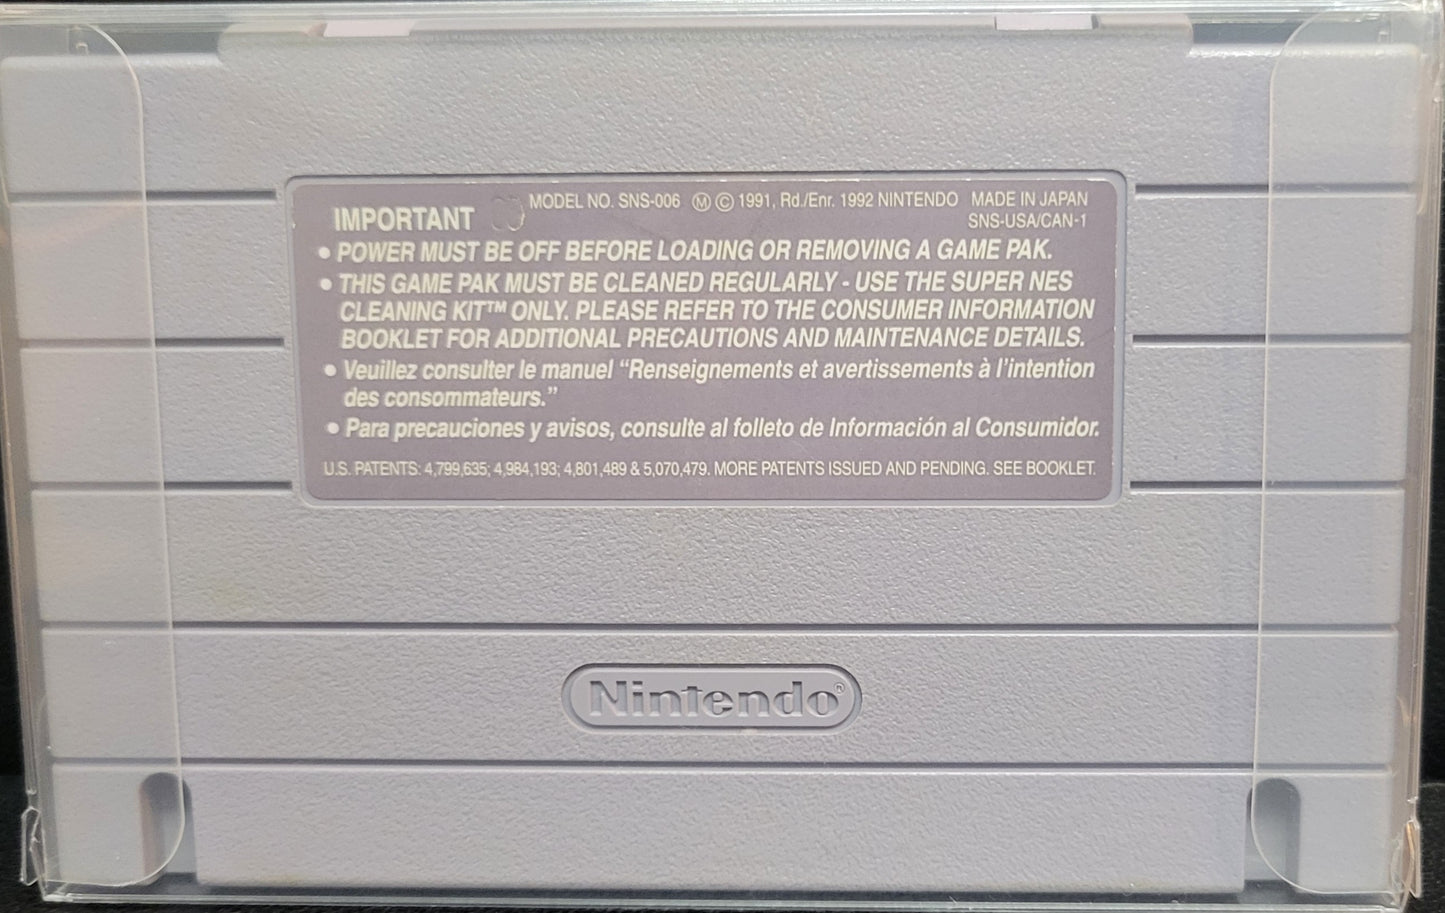 MODEL NO. SNS-006 Ⓜ © 1991, Rd./Enr. 1992 NINTENDO MADE IN JAPAN
IMPORTANT SNS-USA/CAN-1
• POWER MUST BE OFF BEFORE LOADING OR REMOVING A GAME PAK.
• THIS GAME PAK MUST BE CLEANED REGULARLY - USE THE SUPER NES
CLEANING KIT™ ONLY. PLEASE REFER TO THE CONSUMER INFORMATION
BOOKLET FOR ADDITIONAL PRECAUTIONS AND MAINTENANCE DETAILS.
• Veuillez consulter le manuel “Renseignements et avertissements à l’intention
des consommateurs.”
• Para precauciones y avisos, consulte al folleto de Información al Consumidor.
U.S. PATENTS: 4,799,635; 4,984,193; 4,801,489 & 5,070,479. MORE PATENTS ISSUED AND PENDING. SEE BOOKLET.
Nintendo®